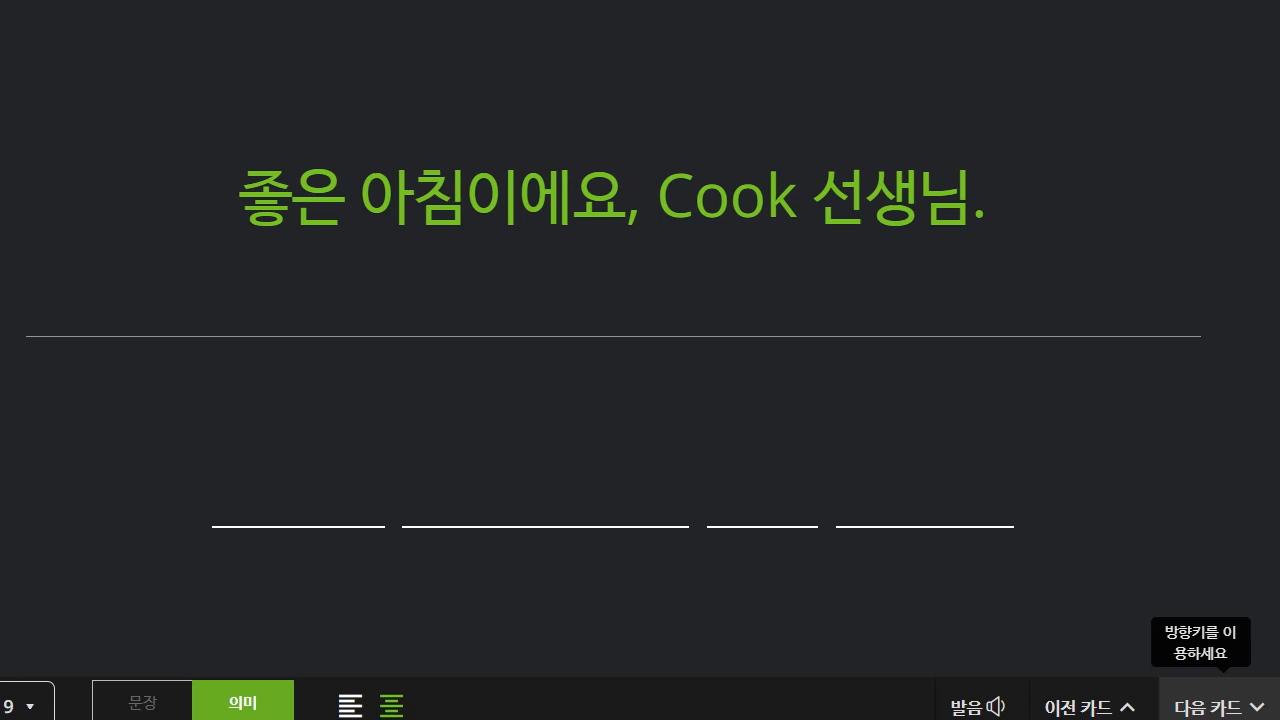 좋은 아침이에요, Cook 선생님.
방향키를 이
용하세요
9 문장 의미 발음 이전 카드 다음 카드